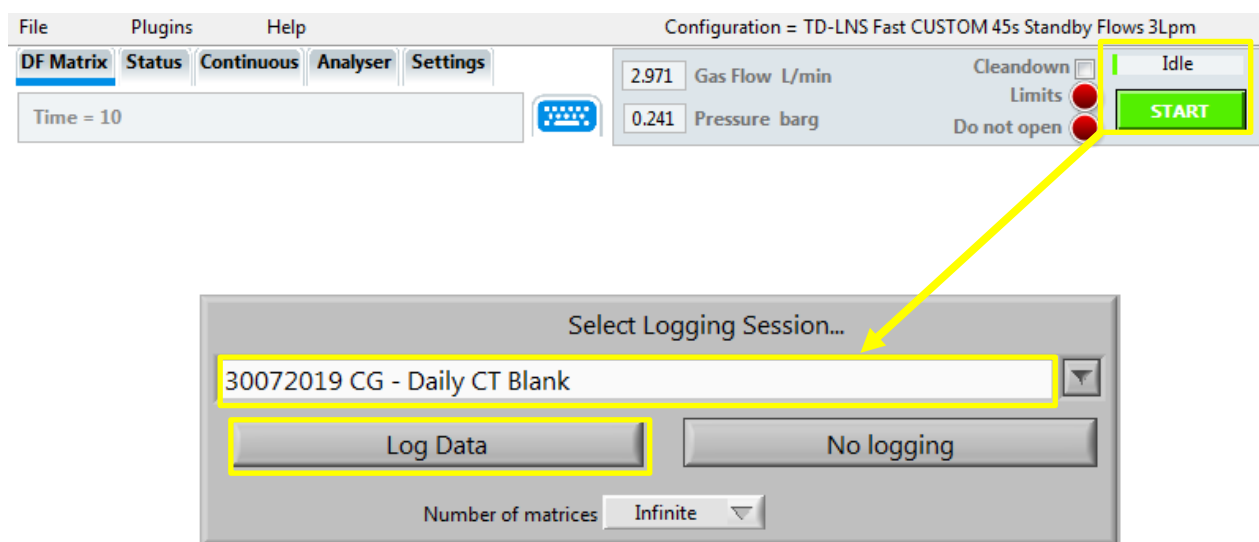 File Plugins Help Configuration = TD-LNS Fast CUSTOM 45s Standby Flows 3Lpm
DF Matrix Status Continuous Analyser Settings
Time = 10
2.971 Gas Flow L/min
0.241 Pressure barg
Cleandown
Limits
Do not open
Idle
START
Select Logging Session...
30072019 CG - Daily CT Blank
Log Data No logging
Number of matrices Infinite